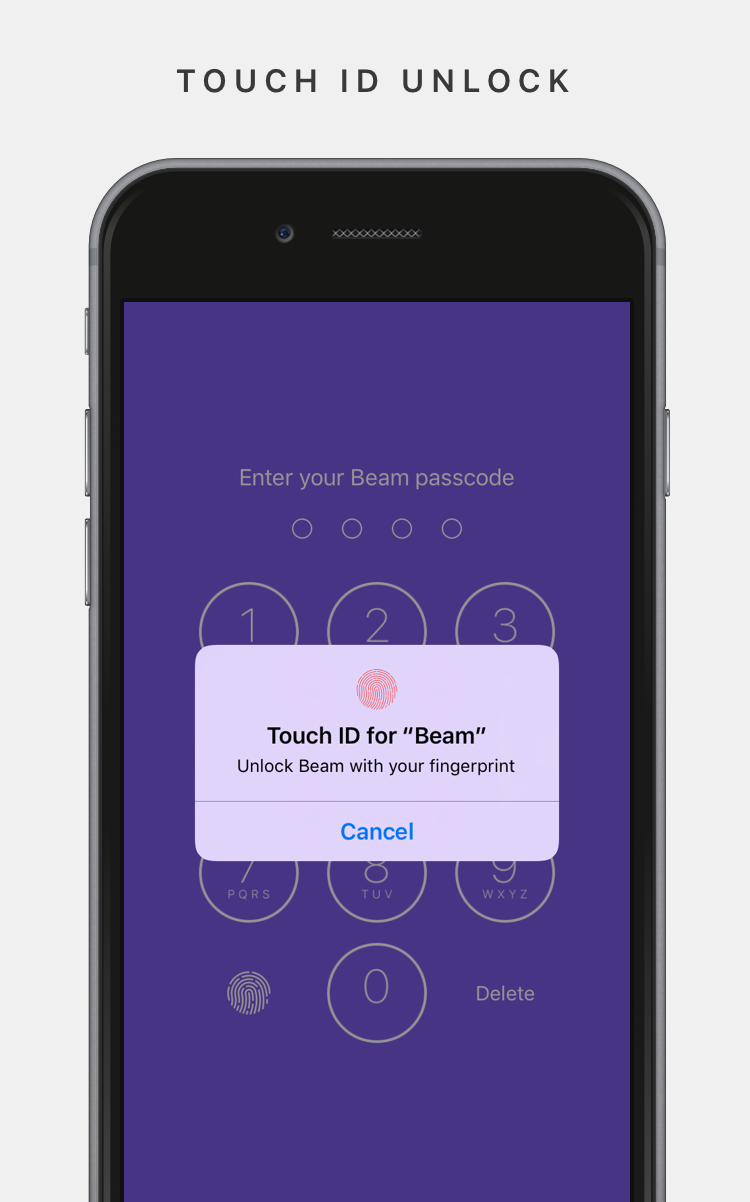 TOUCH ID UNLOCK
Enter your Beam passcode
1 2 3
Touch ID for “Beam”
Unlock Beam with your fingerprint
Cancel
7 8 9
PQRS TUV WXYZ
0 Delete